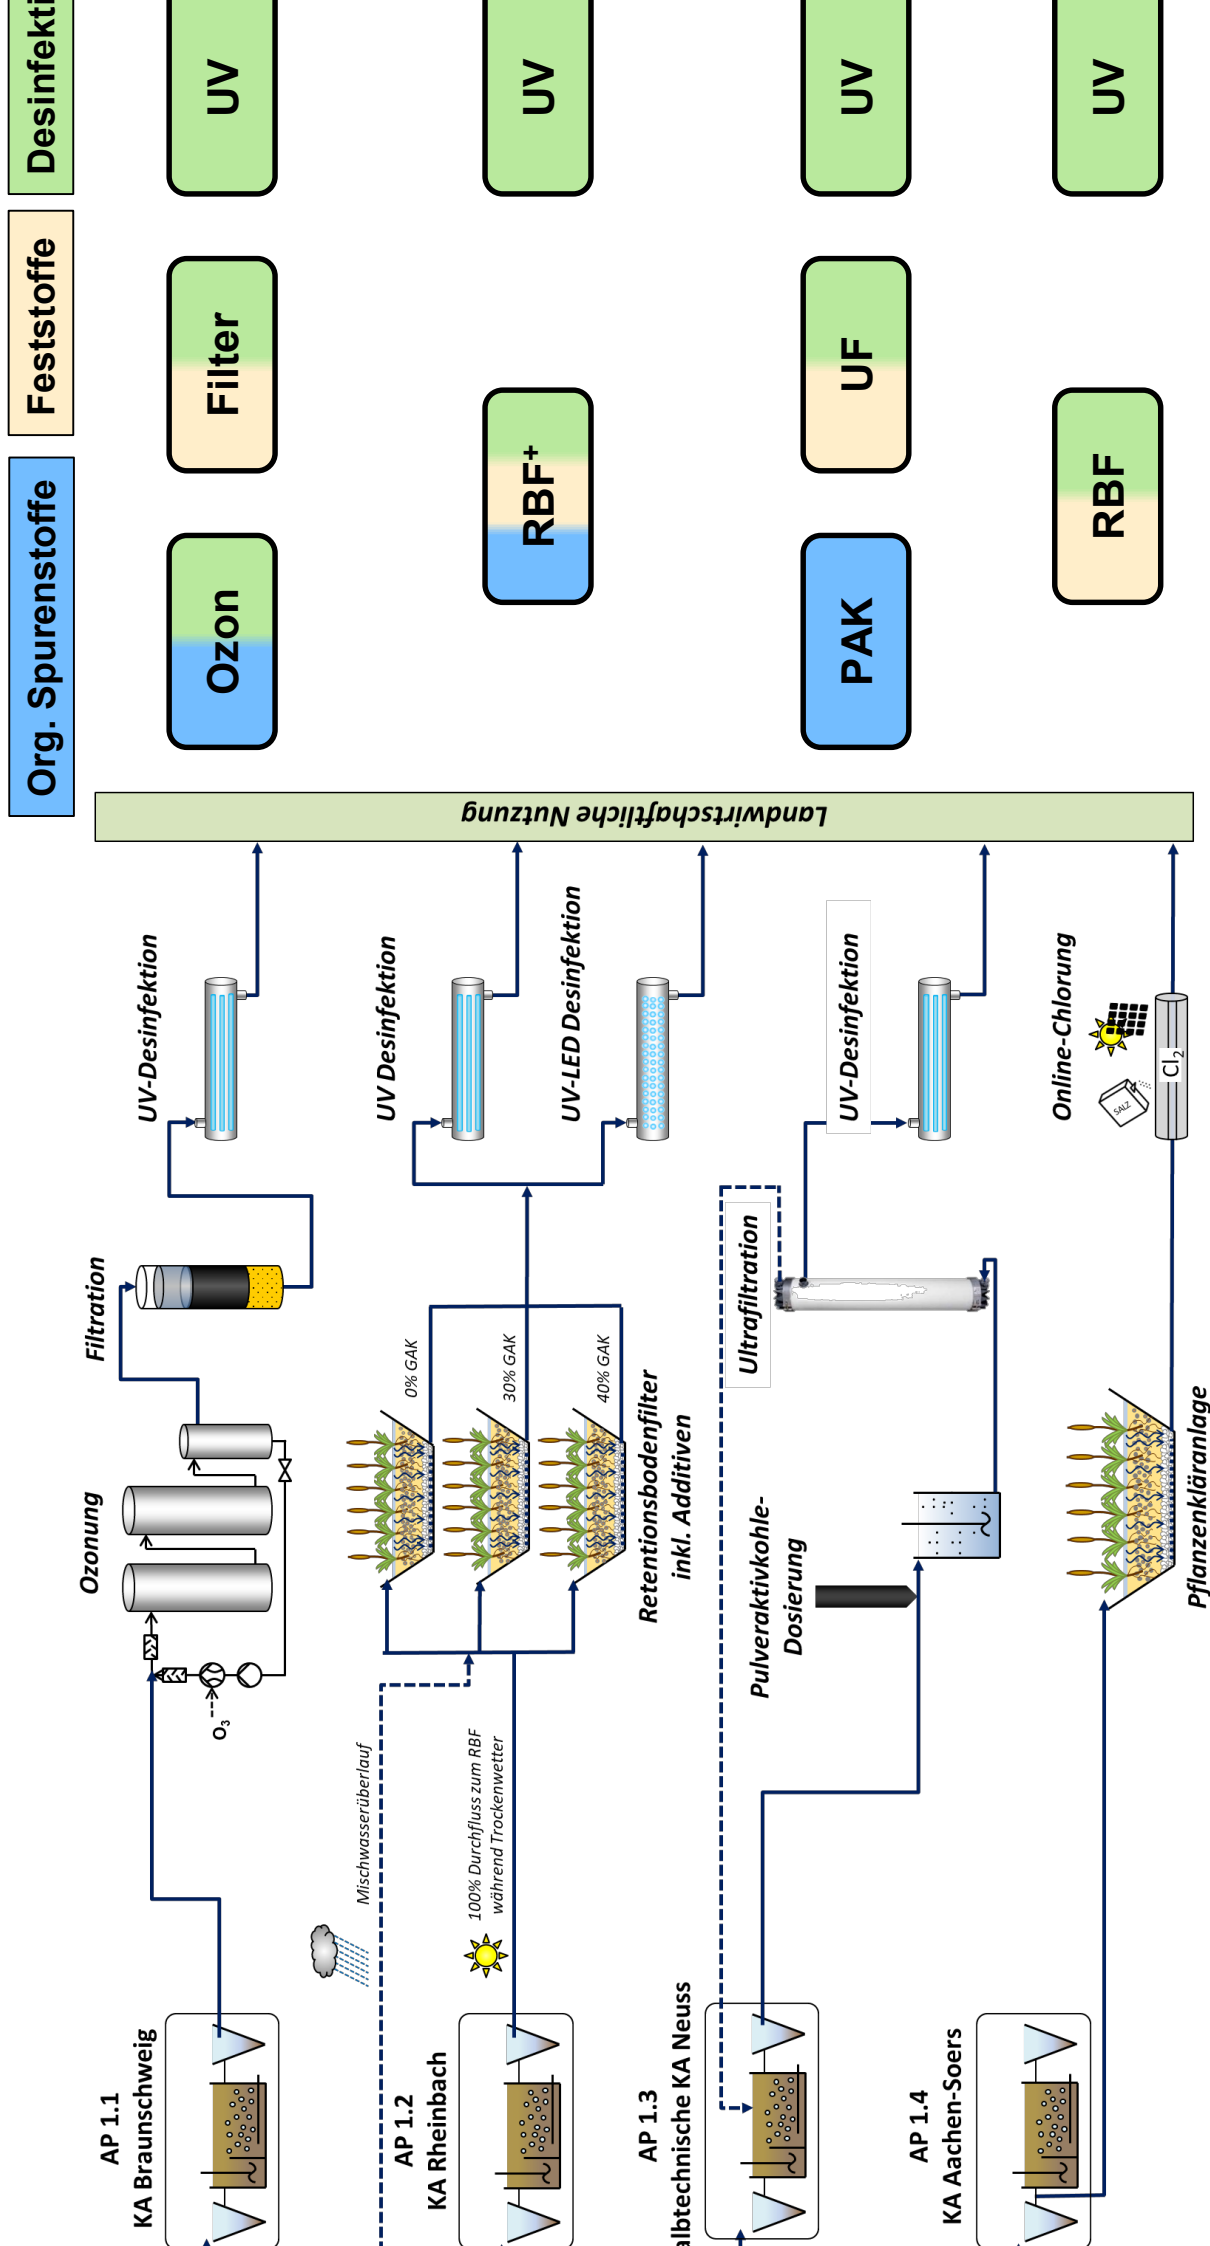 Org. Spurenstoffe
Feststoffe
Desinfekti
AP 1.1
KA Braunschweig
O3
Ozonung
Filtration
UV-Desinfektion
Ozon
Filter
UV
Mischwasserüberlauf
AP 1.2
KA Rheinbach
100% Durchfluss zum RBF
während Trockenwetter
0% GAK
30% GAK
40% GAK
Retentionsbodenfilter
inkl. Additiven
UV Desinfektion
UV-LED Desinfektion
RBF+
UV
Landwirtschaftliche Nutzung
AP 1.3
albtechnische KA Neuss
Pulveraktivkohle-
Dosierung
Ultrafiltration
UV-Desinfektion
PAK
UF
UV
AP 1.4
KA Aachen-Soers
Pflanzenkläranlage
Online-Chlorung
SALZ
Cl2
RBF
UV